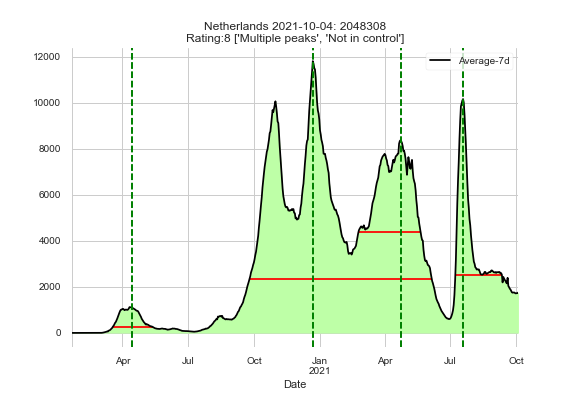 Netherlands 2021-10-04: 2048308
Rating:8 ['Multiple peaks', 'Not in control']
Average-7d
12000
10000
8000
6000
4000
2000
0
Apr Jul Oct Jan Apr Jul Oct
2021
Date